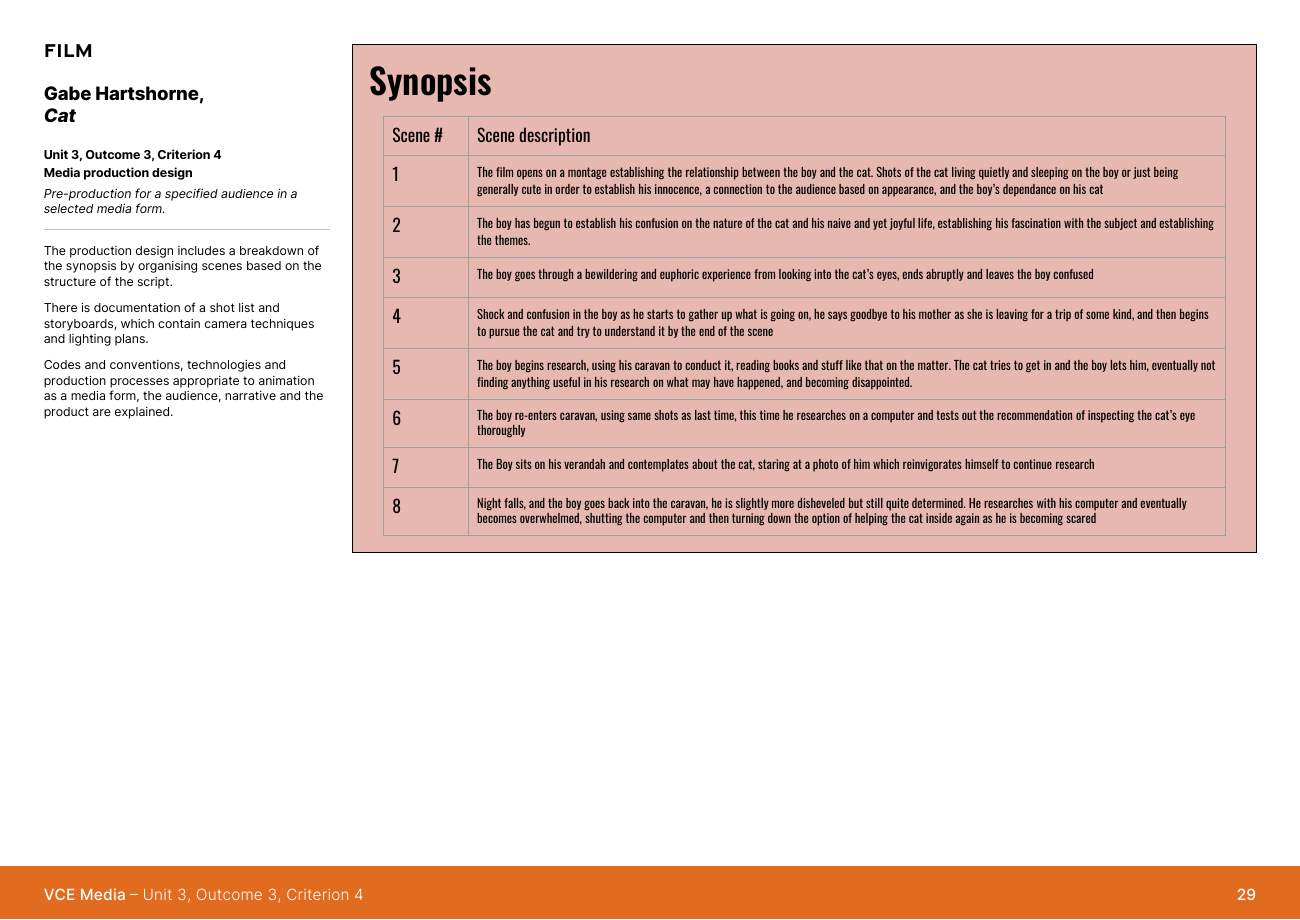 FILM
Gabe Hartshorne,
Cat
Unit 3, Outcome 3, Criterion 4
Media production design
Pre-production for a specified audience in a
selected media form.
The production design includes a breakdown of
the synopsis by organising scenes based on the
structure of the script.
There is documentation of a shot list and
storyboards, which contain camera techniques
and lighting plans.
Codes and conventions, technologies and
production processes appropriate to animation
as a media form, the audience, narrative and the
product are explained.
Synopsis
Scene # Scene description
1 The film opens on a montage establishing the relationship between the boy and the cat. Shots of the cat living quietly and sleeping on the boy or just being
generally cute in order to establish his innocence, a connection to the audience based on appearance, and the boy’s dependance on his cat
2 The boy has begun to establish his confusion on the nature of the cat and his naive and yet joyful life, establishing his fascination with the subject and establishing
the themes.
3 The boy goes through a bewildering and euphoric experience from looking into the cat’s eyes, ends abruptly and leaves the boy confused
4 Shock and confusion in the boy as he starts to gather up what is going on, he says goodbye to his mother as she is leaving for a trip of some kind, and then begins
to pursue the cat and try to understand it by the end of the scene
5 The boy begins research, using his caravan to conduct it, reading books and stuff like that on the matter. The cat tries to get in and the boy lets him, eventually not
finding anything useful in his research on what may have happened, and becoming disappointed.
6 The boy re-enters caravan, using same shots as last time, this time he researches on a computer and tests out the recommendation of inspecting the cat’s eye
thoroughly
7 The Boy sits on his verandah and contemplates about the cat, staring at a photo of him which reinvigorates himself to continue research
8 Night falls, and the boy goes back into the caravan, he is slightly more disheveled but still quite determined. He researches with his computer and eventually
becomes overwhelmed, shutting the computer and then turning down the option of helping the cat inside again as he is becoming scared
VCE Media – Unit 3, Outcome 3, Criterion 4 29